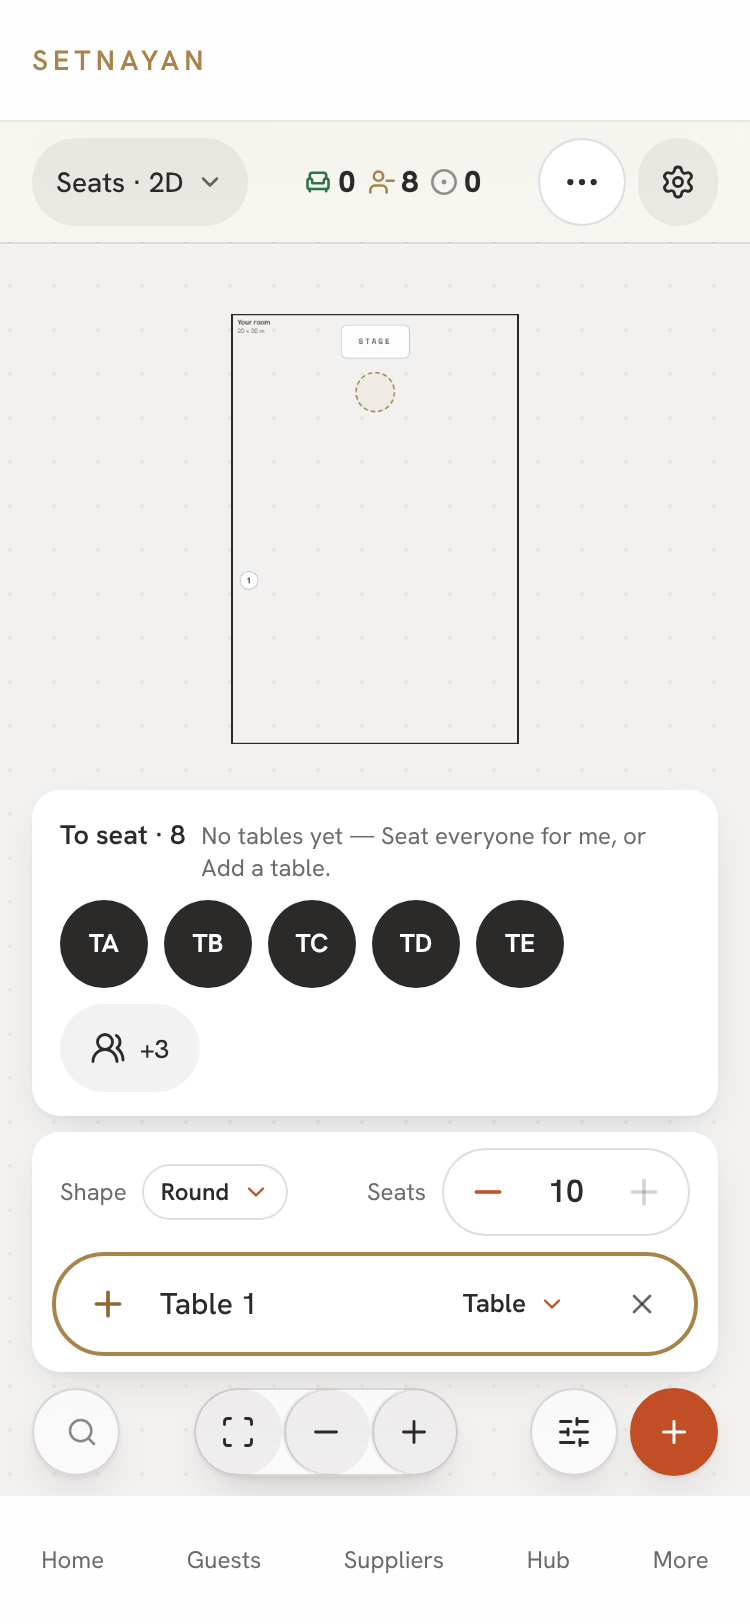 SETNAYAN
Seats · 2D
0 8 0
Your room
20 x 30 m
STAGE
1
To seat · 8 No tables yet — Seat everyone for me, or
Add a table.
TA TB TC TD TE
+3
Shape Round Seats 10
Table 1 Table
Home Guests Suppliers Hub More